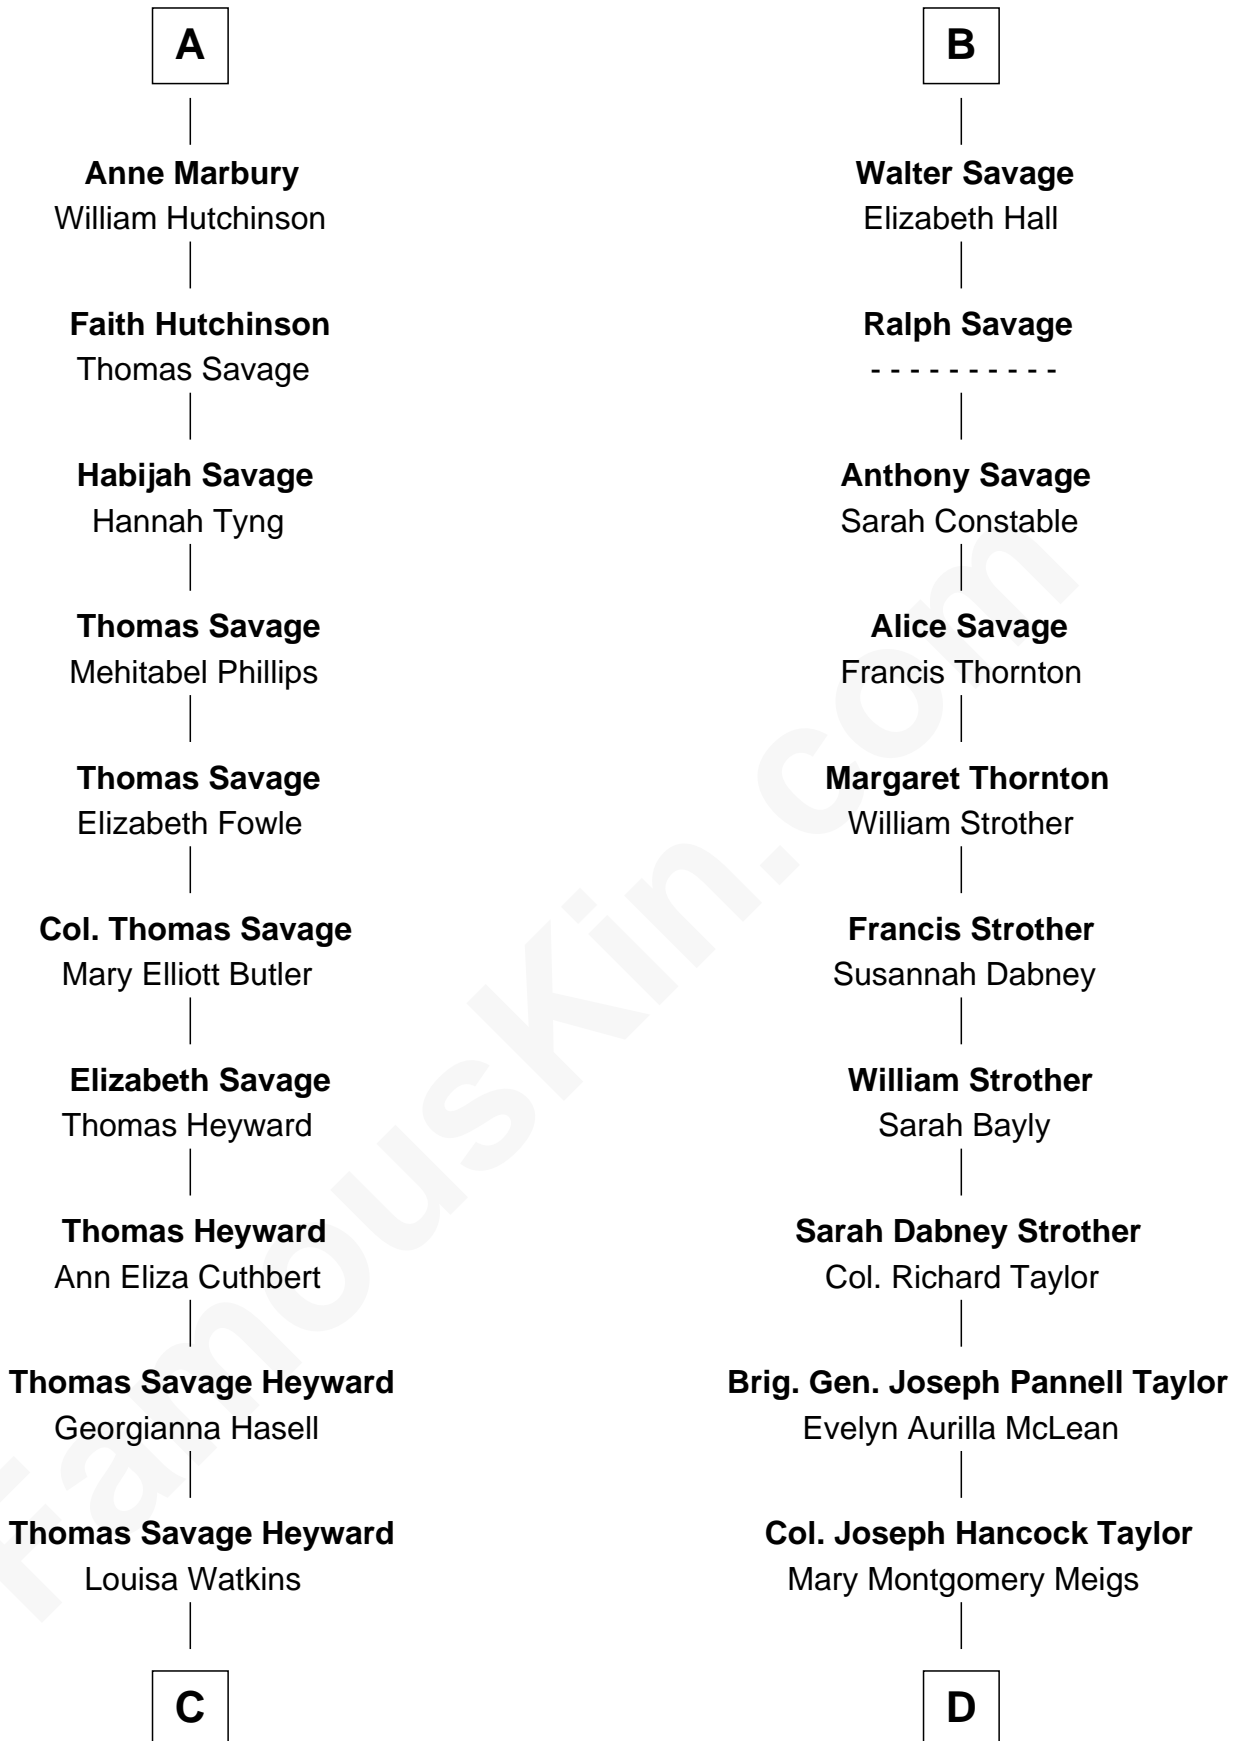 A
Anne Marbury
William Hutchinson
Faith Hutchinson
Thomas Savage
Habijah Savage
Hannah Tyng
Thomas Savage
Mehitabel Phillips
Thomas Savage
Elizabeth Fowle
Col. Thomas Savage
Mary Elliott Butler
Elizabeth Savage
Thomas Heyward
Thomas Heyward
Ann Eliza Cuthbert
Thomas Savage Heyward
Georgianna Hasell
Thomas Savage Heyward
Louisa Watkins
C
B
Walter Savage
Elizabeth Hall
Ralph Savage
- - - - - - - - - -
Anthony Savage
Sarah Constable
Alice Savage
Francis Thornton
Margaret Thornton
William Strother
Francis Strother
Susannah Dabney
William Strother
Sarah Bayly
Sarah Dabney Strother
Col. Richard Taylor
Brig. Gen. Joseph Pannell Taylor
Evelyn Aurilla McLean
Col. Joseph Hancock Taylor
Mary Montgomery Meigs
D
FamousKin.com